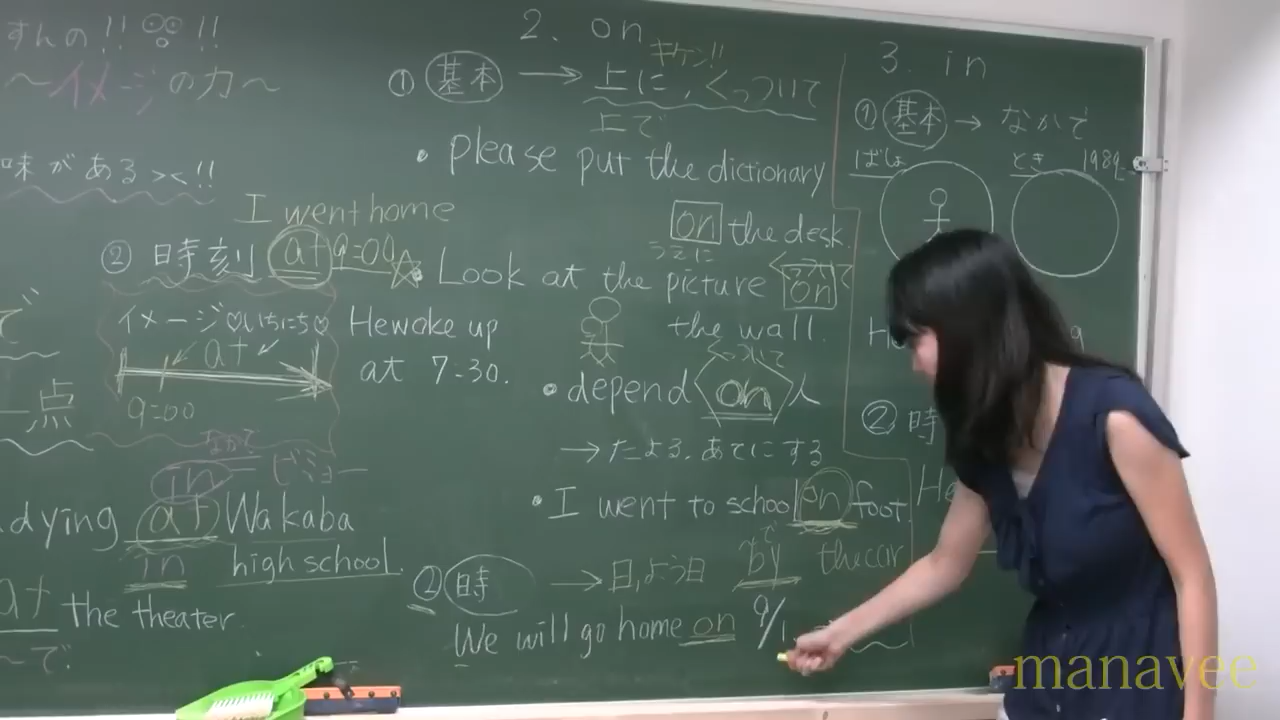 すんの!! !!
〜イメージの力〜
味がある ><!!
I went home
② 時刻 at 9=00
イメージ♡いちにち♡
at
9=00
He woke up
at 7=30.
て
点
なかで
in = ビミョー
dying at Wakaba
in high school.
at the theater.
〜で.
2. on
キケン!!
① 基本 → 上に, くっついて
上で
• please put the dictionary
on the desk.
うえに
• Look at the picture on
the wall.
くっついて
• depend on 人
→ たよる, あてにする
• I went to school on foot.
で
by the car
② 時 → 日, よう日
We will go home on 9/1
3. in
① 基本 → なかで
ばしょ
とき 1989
② 時
He
manavee